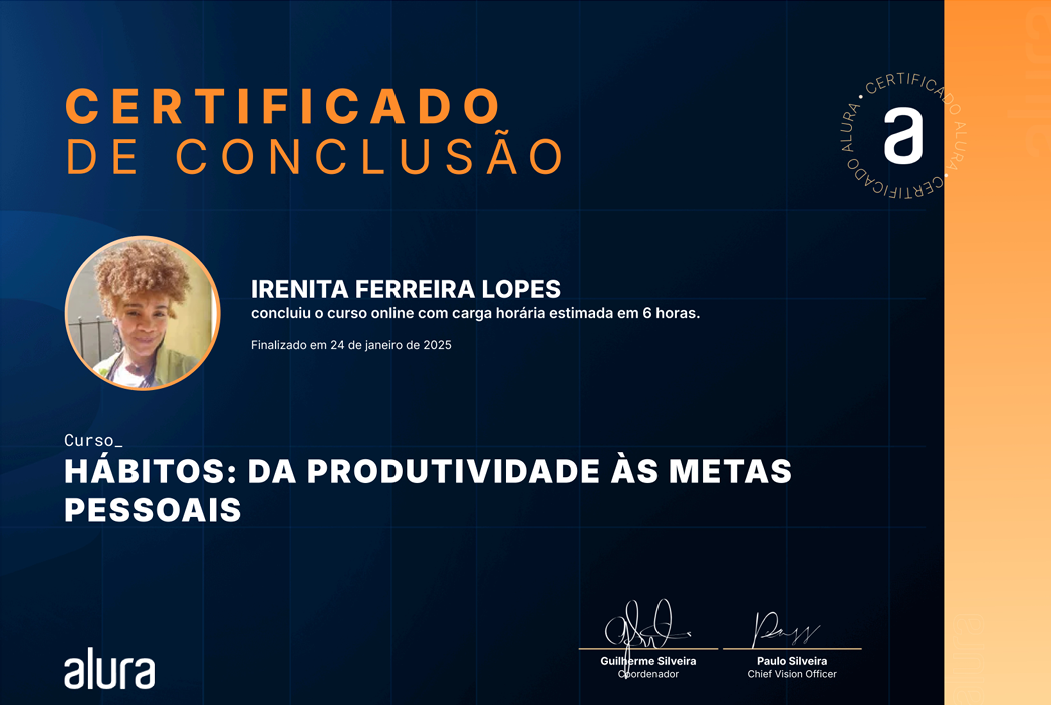 CERTIFICADO
DE CONCLUSÃO
CERTIFICADO ALURA • CERTIFICADO ALURA •
a
alura
IRENITA FERREIRA LOPES
concluiu o curso online com carga horária estimada em 6 horas.
Finalizado em 24 de janeiro de 2025
Curso_
HÁBITOS: DA PRODUTIVIDADE ÀS METAS
PESSOAIS
Guilherme Silveira
Coordenador
Paulo Silveira
Chief Vision Officer
alura